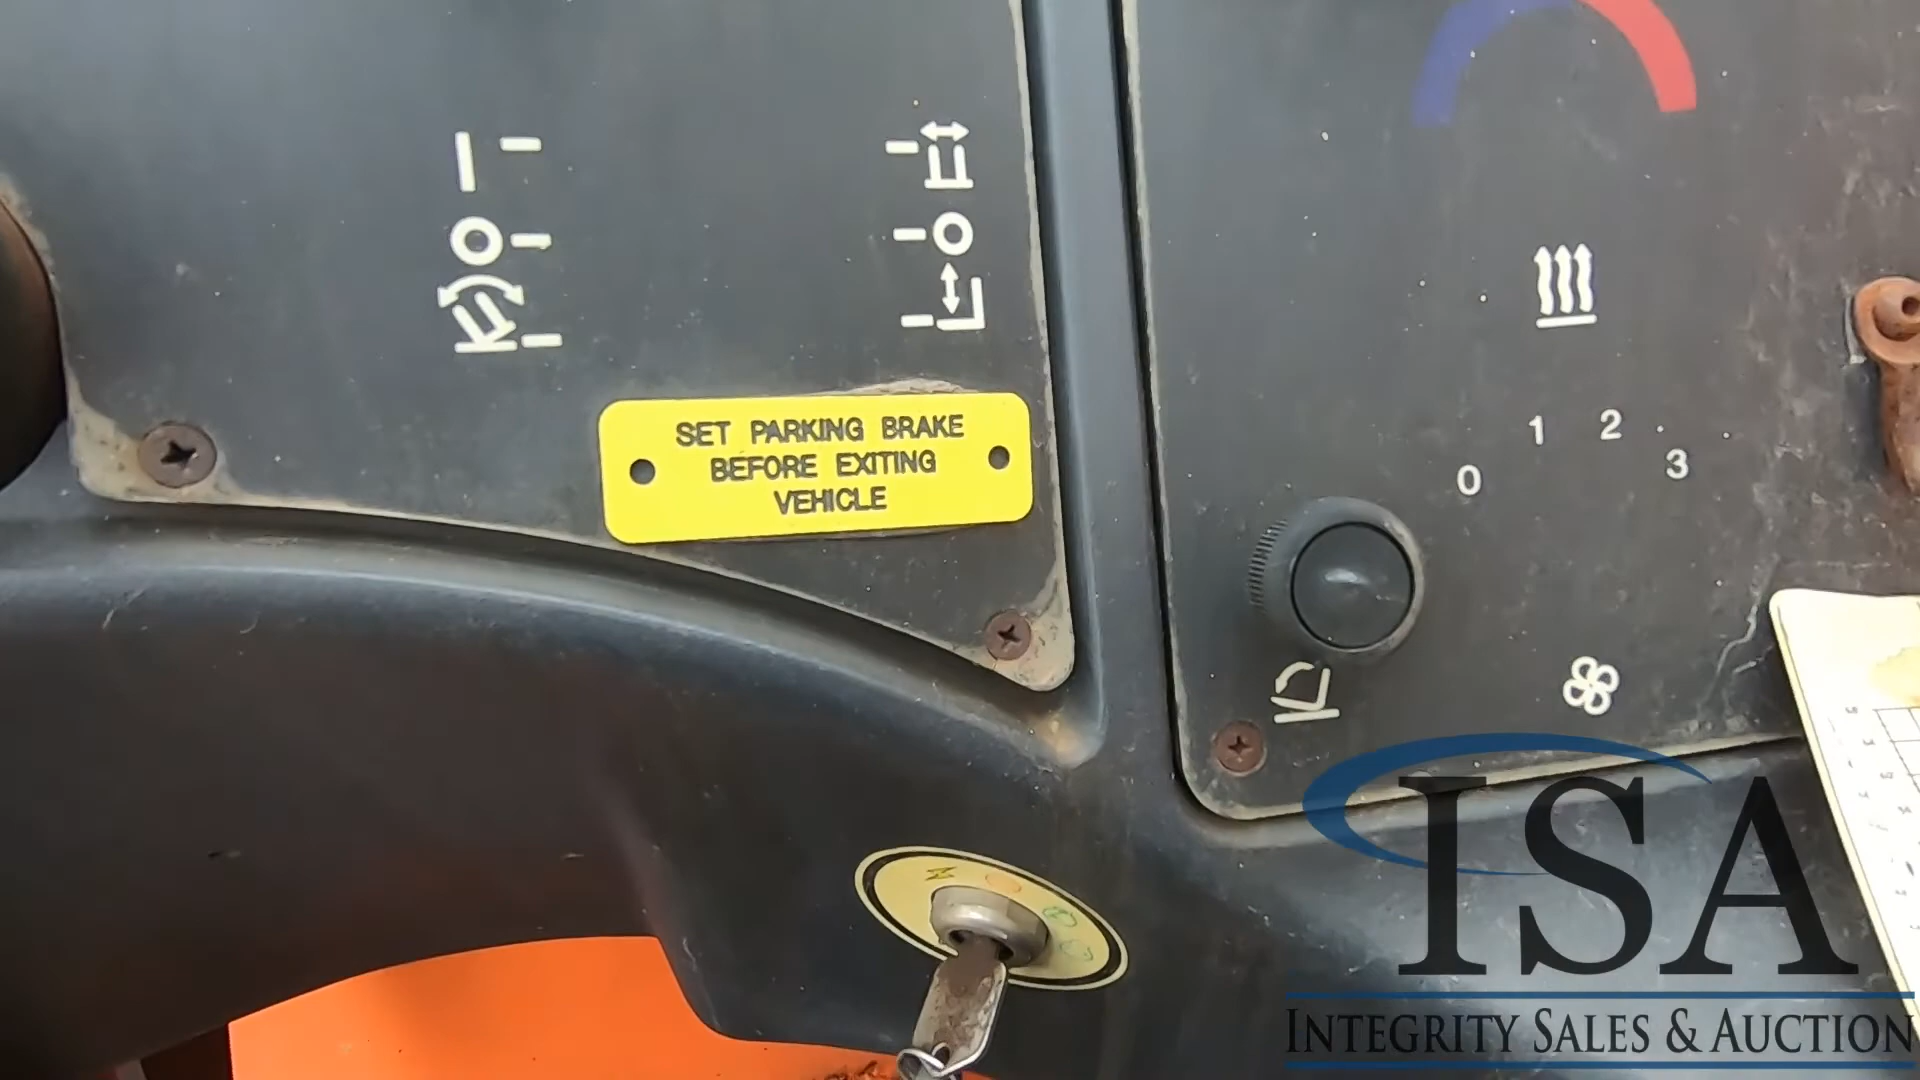 SET PARKING BRAKE
BEFORE EXITING
VEHICLE
0 1 2 3
ISA
INTEGRITY SALES & AUCTION